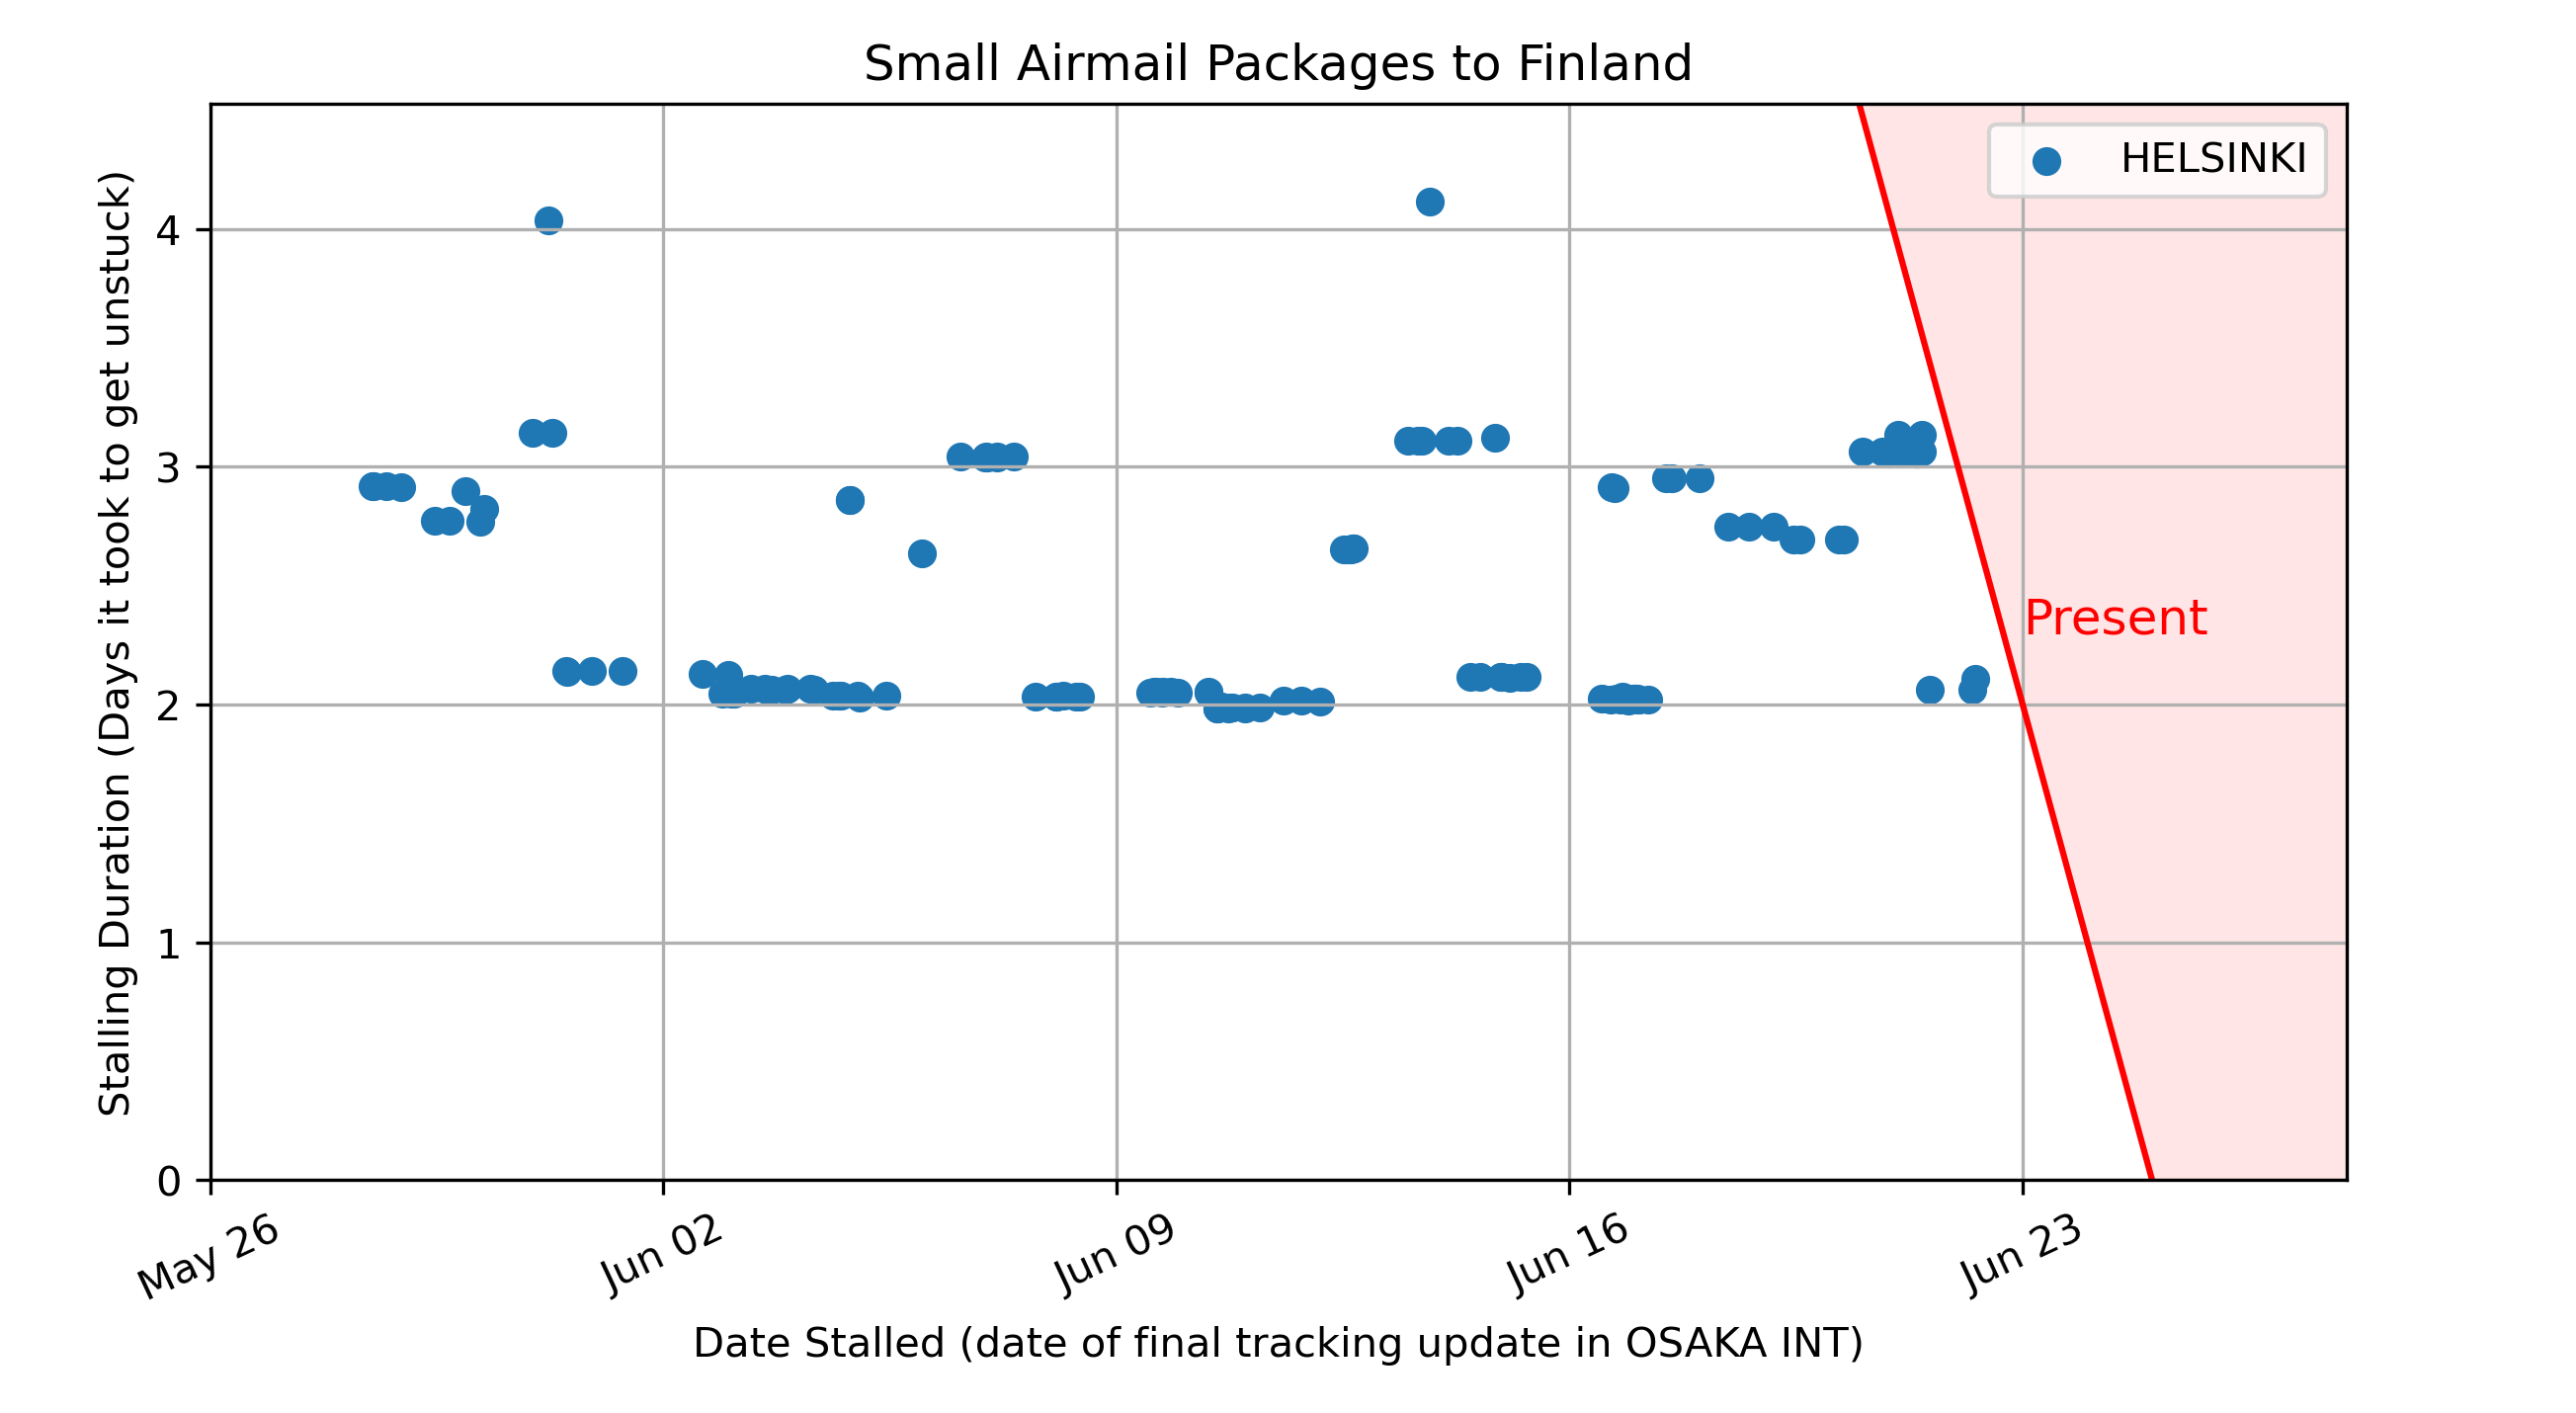 Small Airmail Packages to Finland
HELSINKI
Stalling Duration (Days it took to get unstuck)
4
3
2
1
0
Present
May 26
Jun 02
Jun 09
Jun 16
Jun 23
Date Stalled (date of final tracking update in OSAKA INT)